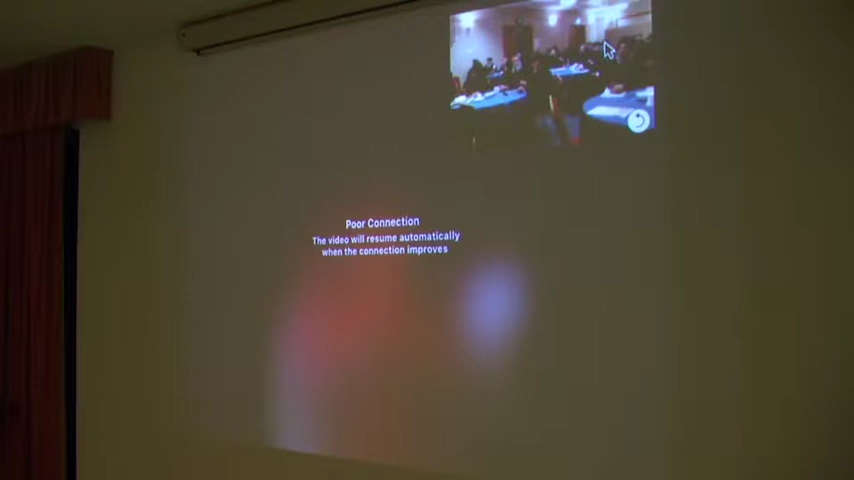 Poor Connection
The video will resume automatically
when the connection improves